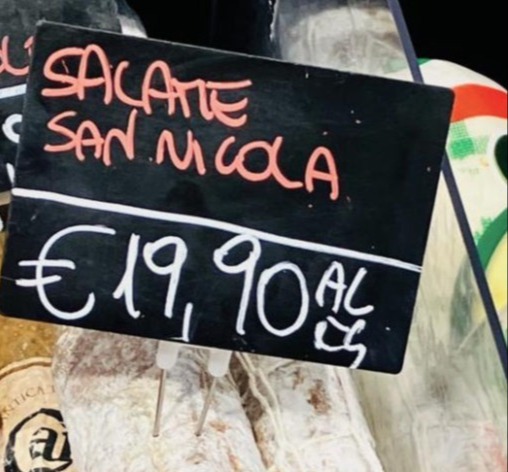 SALAME
SAN NICOLA
€19,90 AL
KG